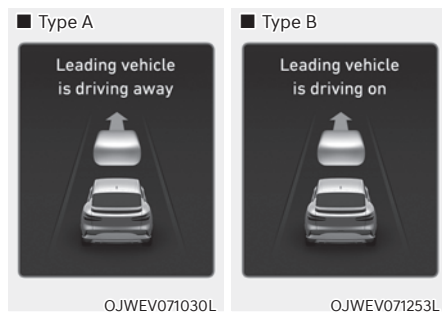 ■ Type A
Leading vehicle
is driving away
OJWEV071030L
■ Type B
Leading vehicle
is driving on
OJWEV071253L